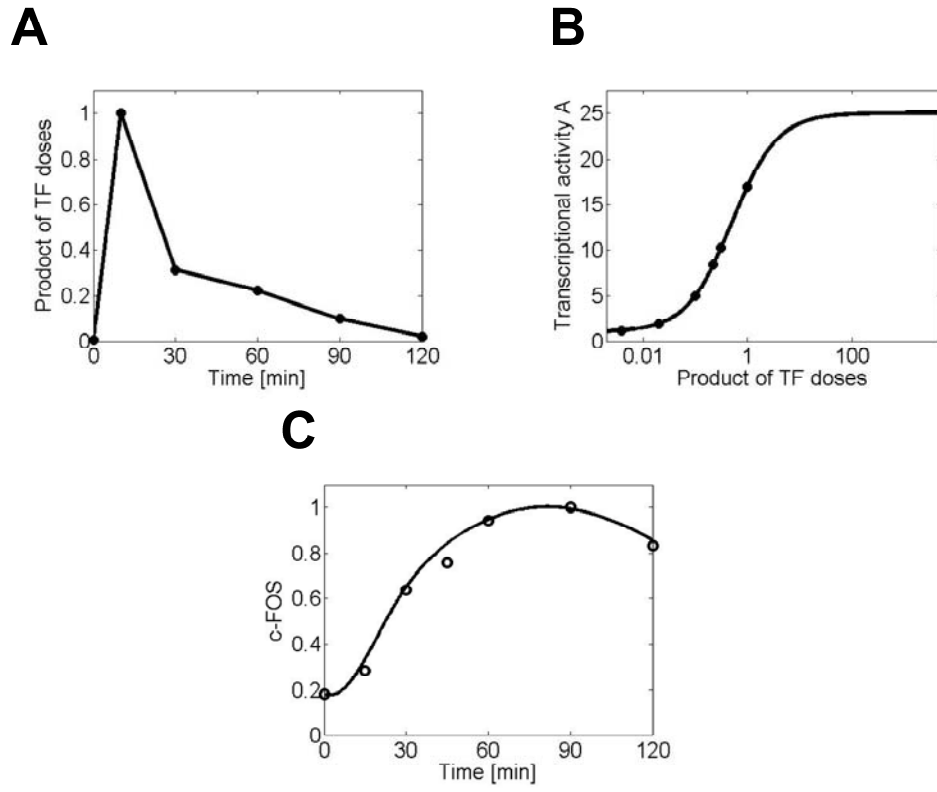 A
Prodoct of TF doses
1
0.8
0.6
0.4
0.2
0
0 30 60 90 120
Time [min]
B
Transcriptional activity A
25
20
15
10
5
0
0.01 1 100
Product of TF doses
C
c-FOS
1
0.8
0.6
0.4
0.2
0
0 30 60 90 120
Time [min]